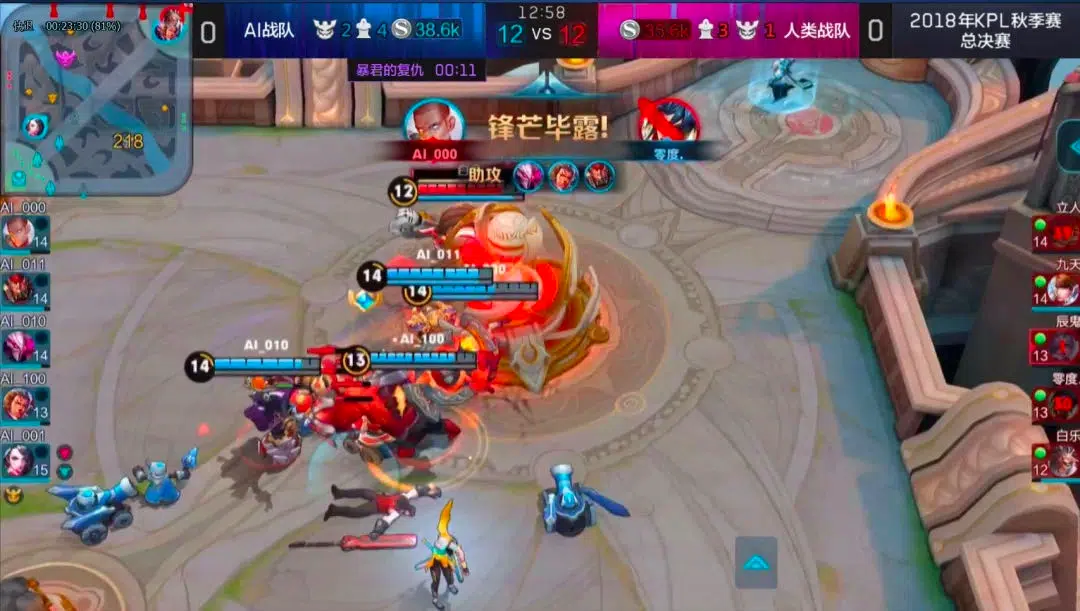 快讯 00:23:30 (81%)
0
AI战队
2
4
S
38.6k
12:58
12 VS 12
S
35.6k
3
1
人类战队
0
2018年KPL秋季赛
总决赛
暴君的复仇 00:11
218
锋芒毕露!
AI_000
零度.
助攻
12
AI_011
14
14
AI_010
14
AI_100
13
AI_000
14
AI_011
14
AI_010
14
AI_100
13
AI_001
15
立人
14
九天
14
辰鬼
13
零度.
13
白乐
12